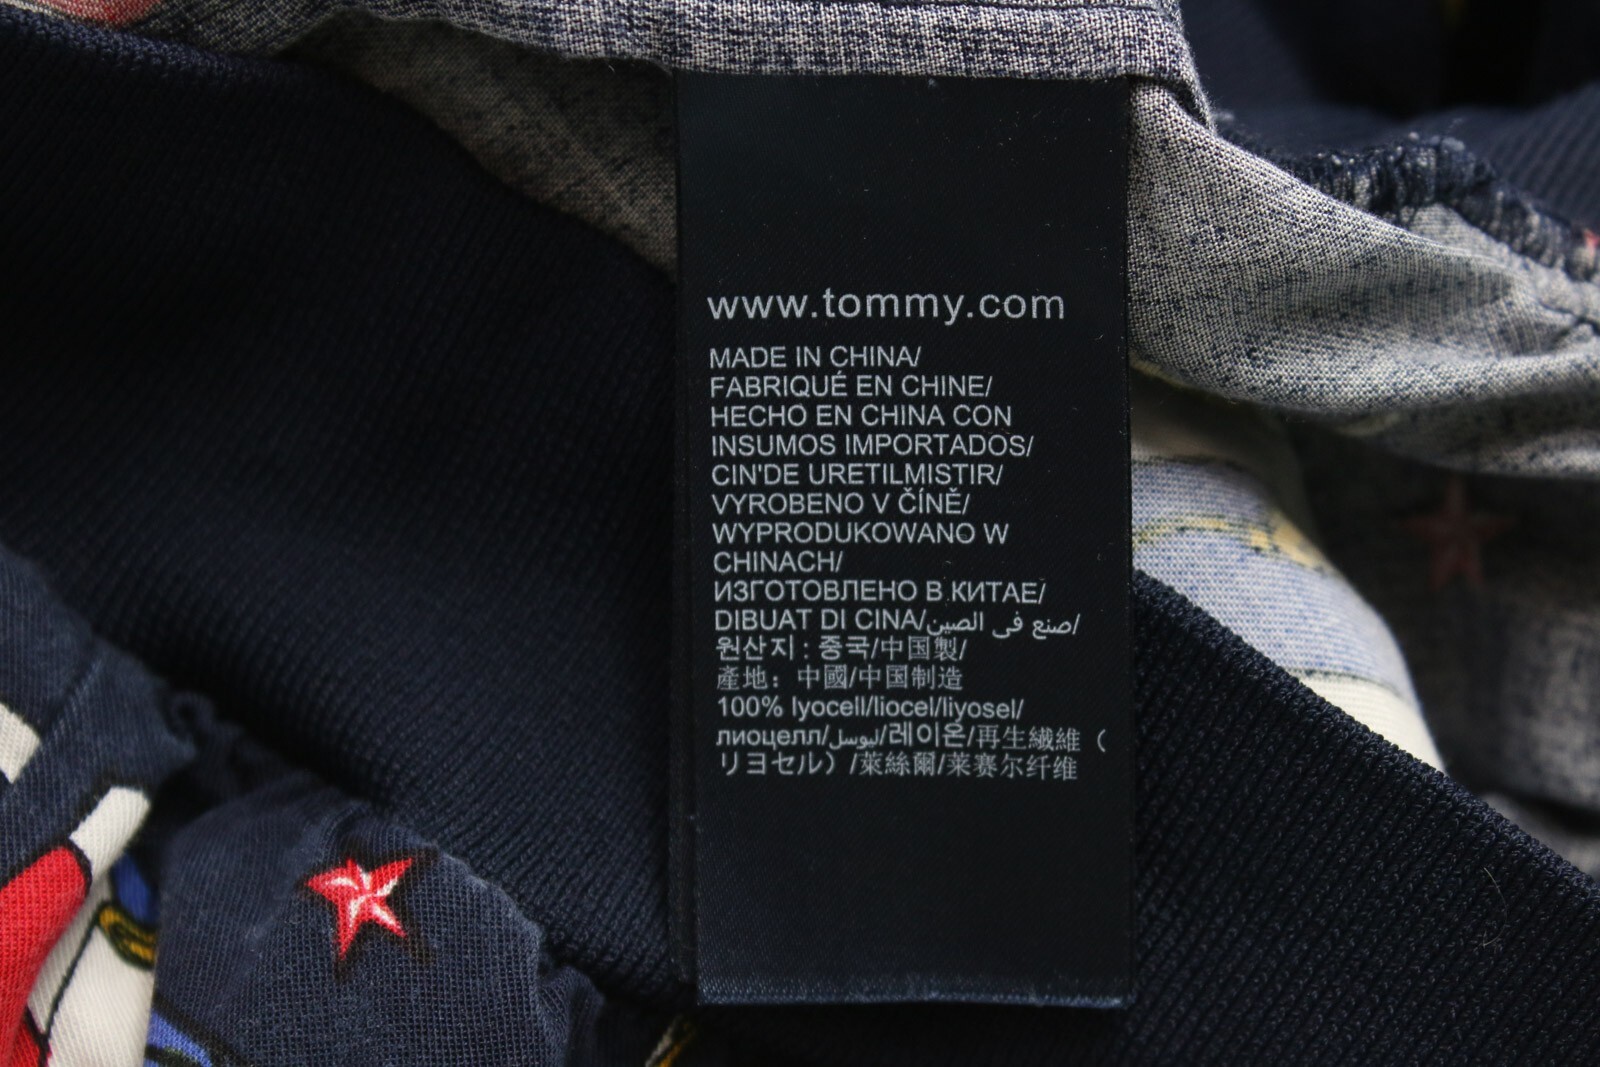 www.tommy.com
MADE IN CHINA/
FABRIQUÉ EN CHINE/
HECHO EN CHINA CON
INSUMOS IMPORTADOS/
CIN'DE URETILMISTIR/
VYROBENO V ČÍNĚ/
WYPRODUKOWANO W
CHINACH/
ИЗГОТОВЛЕНО В КИТАЕ/
DIBUAT DI CINA/صنع فى الصين/
원산지 : 중국/中国製/
產地：中國/中国制造
100% lyocell/liocel/liyosel/
лиоцелл/ليوسل/레이온/再生繊維（
リヨセル）/萊絲爾/莱赛尔纤维